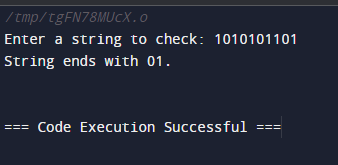 /tmp/tgFN78MUcX.o
Enter a string to check: 1010101101
String ends with 01.
=== Code Execution Successful ===